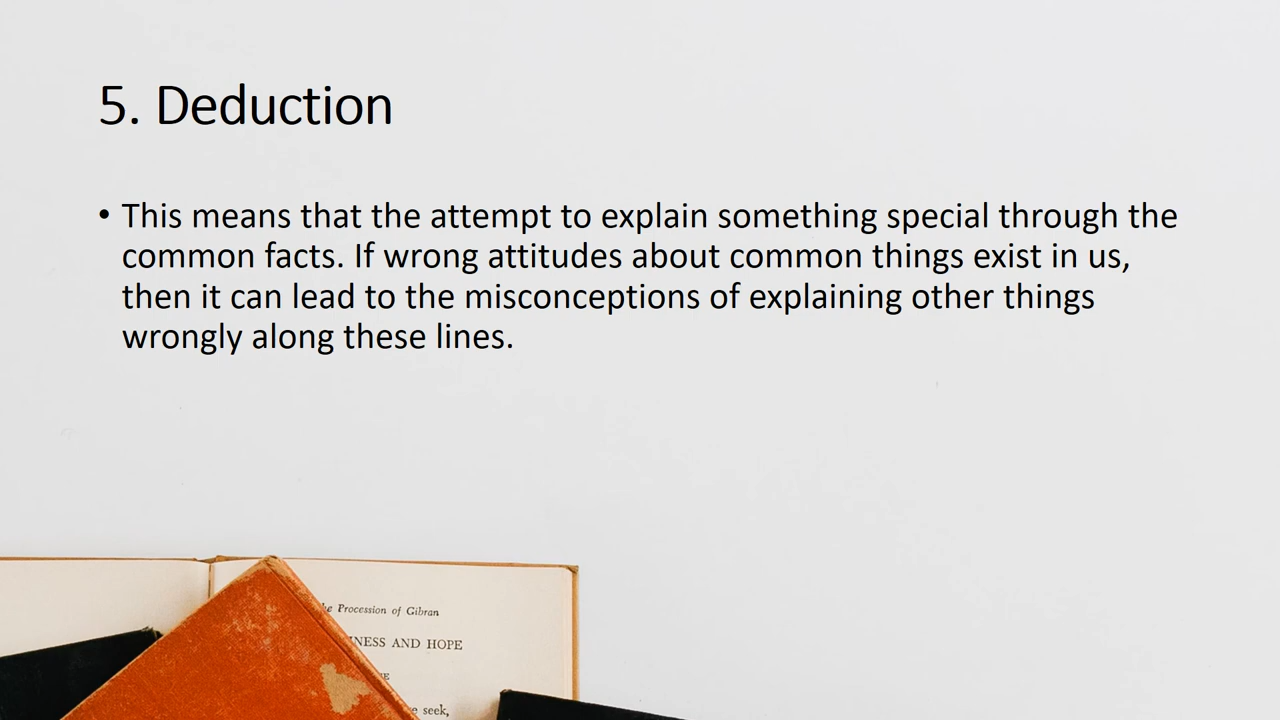 5. Deduction
• This means that the attempt to explain something special through the
common facts. If wrong attitudes about common things exist in us,
then it can lead to the misconceptions of explaining other things
wrongly along these lines.
Procession of Gibran
AND HOPE
seek,